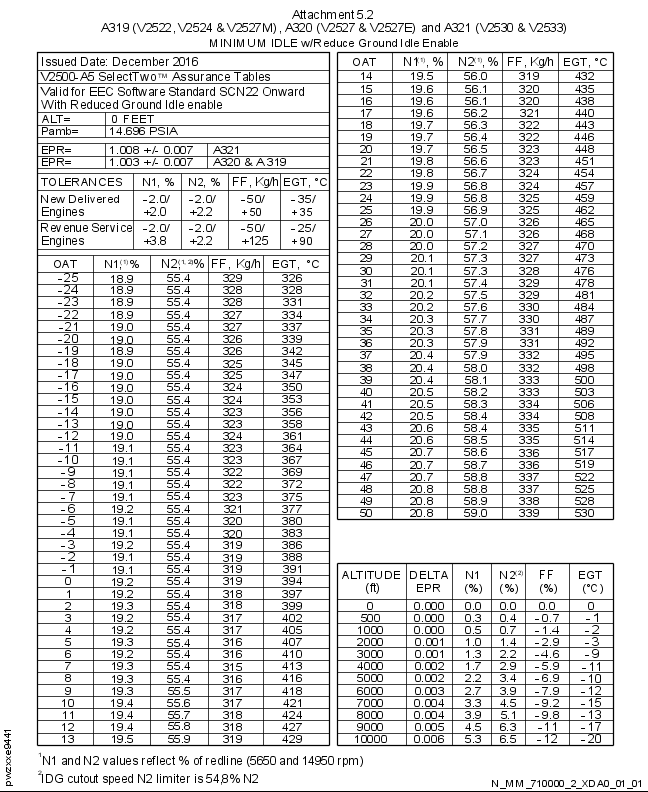 Attachment 5.2
A319 (V2522, V2524 & V2527M), A320 (V2527 & V2527E) and A321 (V2530 & V2533)
MINIMUM IDLE w/Reduce Ground Idle Enable
Issued Date: December 2016
V2500-A5 SelectTwo™ Assurance Tables
Valid for EEC Software Standard SCN22 Onward
With Reduced Ground Idle enable
ALT= 0 FEET
Pamb= 14.696 PSIA
EPR= 1.008 +/- 0.007 A321
EPR= 1.003 +/- 0.007 A320 & A319
TOLERANCES N1, % N2, % FF, Kg/h EGT, °C
New Delivered Engines -2.0/+2.0 -2.0/+2.2 -50/+50 -35/+35
Revenue Service Engines -2.0/+3.8 -2.0/+2.2 -50/+125 -25/+90
OAT N1,(1)% N2(1, 2)% FF, Kg/h EGT, °C
-25 18.9 55.4 329 326
-24 18.9 55.4 328 328
-23 18.9 55.4 328 331
-22 18.9 55.4 327 334
-21 19.0 55.4 327 337
-20 19.0 55.4 326 339
-19 18.9 55.4 326 342
-18 19.0 55.4 325 345
-17 19.0 55.4 325 347
-16 19.0 55.4 324 350
-15 19.0 55.4 324 353
-14 19.0 55.4 323 356
-13 19.0 55.4 323 358
-12 19.0 55.4 324 361
-11 19.1 55.4 323 364
-10 19.1 55.4 323 367
-9 19.1 55.4 322 369
-8 19.1 55.4 322 372
-7 19.1 55.4 323 375
-6 19.2 55.4 321 377
-5 19.1 55.4 320 380
-4 19.1 55.4 320 383
-3 19.2 55.4 319 386
-2 19.1 55.4 319 388
-1 19.1 55.4 319 391
0 19.2 55.4 319 394
1 19.2 55.4 318 397
2 19.3 55.4 318 399
3 19.2 55.4 317 402
4 19.2 55.4 317 405
5 19.2 55.4 316 407
6 19.2 55.4 316 410
7 19.3 55.4 315 413
8 19.3 55.4 316 416
9 19.3 55.5 317 418
10 19.4 55.6 317 421
11 19.4 55.7 318 424
12 19.4 55.8 318 427
13 19.5 55.9 319 429
OAT N1(1), % N2(1), % FF, Kg/h EGT, °C
14 19.5 56.0 319 432
15 19.6 56.1 320 435
16 19.6 56.1 320 438
17 19.6 56.2 321 440
18 19.7 56.3 322 443
19 19.7 56.4 322 446
20 19.7 56.5 323 448
21 19.8 56.6 323 451
22 19.8 56.7 324 454
23 19.9 56.8 324 457
24 19.9 56.8 325 459
25 19.9 56.9 325 462
26 20.0 57.0 326 465
27 20.0 57.1 326 468
28 20.0 57.2 327 470
29 20.1 57.3 327 473
30 20.1 57.3 328 476
31 20.1 57.4 329 478
32 20.2 57.5 329 481
33 20.2 57.6 330 484
34 20.3 57.7 330 487
35 20.3 57.8 331 489
36 20.3 57.9 331 492
37 20.4 57.9 332 495
38 20.4 58.0 332 498
39 20.4 58.1 333 500
40 20.5 58.2 333 503
41 20.5 58.3 334 506
42 20.5 58.4 334 508
43 20.6 58.4 335 511
44 20.6 58.5 335 514
45 20.7 58.6 336 517
46 20.7 58.7 336 519
47 20.7 58.8 337 522
48 20.8 58.8 337 525
49 20.8 58.9 338 528
50 20.8 59.0 339 530
ALTITUDE (ft) DELTA EPR N1 (%) N2(2) (%) FF (%) EGT (°C)
0 0.000 0.0 0.0 0.0 0
500 0.000 0.3 0.4 -0.7 -1
1000 0.000 0.5 0.7 -1.4 -2
2000 0.001 1.0 1.4 -2.9 -3
3000 0.001 1.3 2.2 -4.6 -9
4000 0.002 1.7 2.9 -5.9 -11
5000 0.002 2.2 3.4 -6.9 -10
6000 0.003 2.7 3.9 -7.9 -12
7000 0.004 3.3 4.5 -9.2 -15
8000 0.004 3.9 5.1 -9.8 -13
9000 0.005 4.5 6.3 -11 -17
10000 0.006 5.3 6.5 -12 -20
1N1 and N2 values reflect % of redline (5650 and 14950 rpm)
2IDG cutout speed N2 limiter is 54,8% N2
pwzxxe9441
N_MM_710000_2_XDA0_01_01